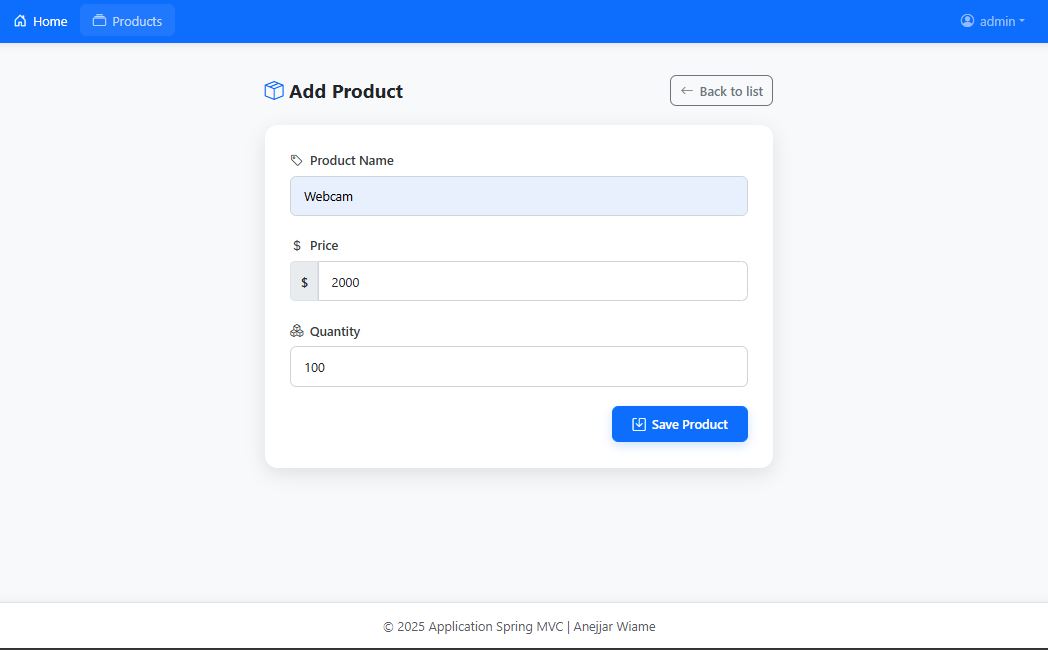 Home Products admin
Add Product Back to list
Product Name
Webcam
$ Price
$ 2000
Quantity
100
Save Product
© 2025 Application Spring MVC | Anejjar Wiame